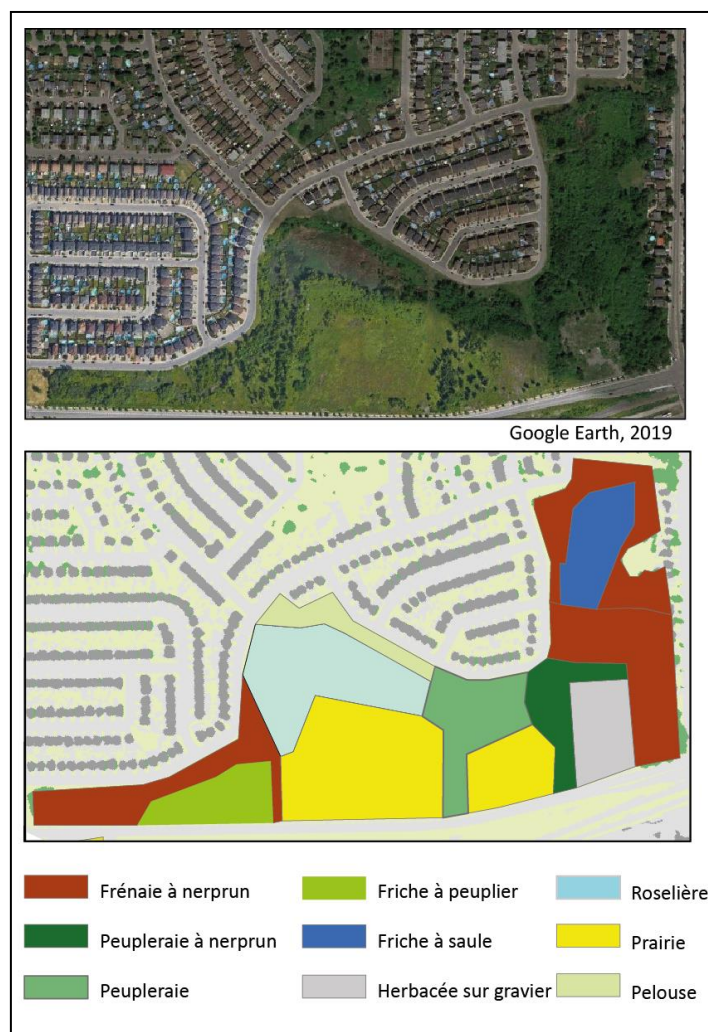 Google Earth, 2019
Frénaie à nerprun
Friche à peuplier
Roselière
Peupleraie à nerprun
Friche à saule
Prairie
Peupleraie
Herbacée sur gravier
Pelouse